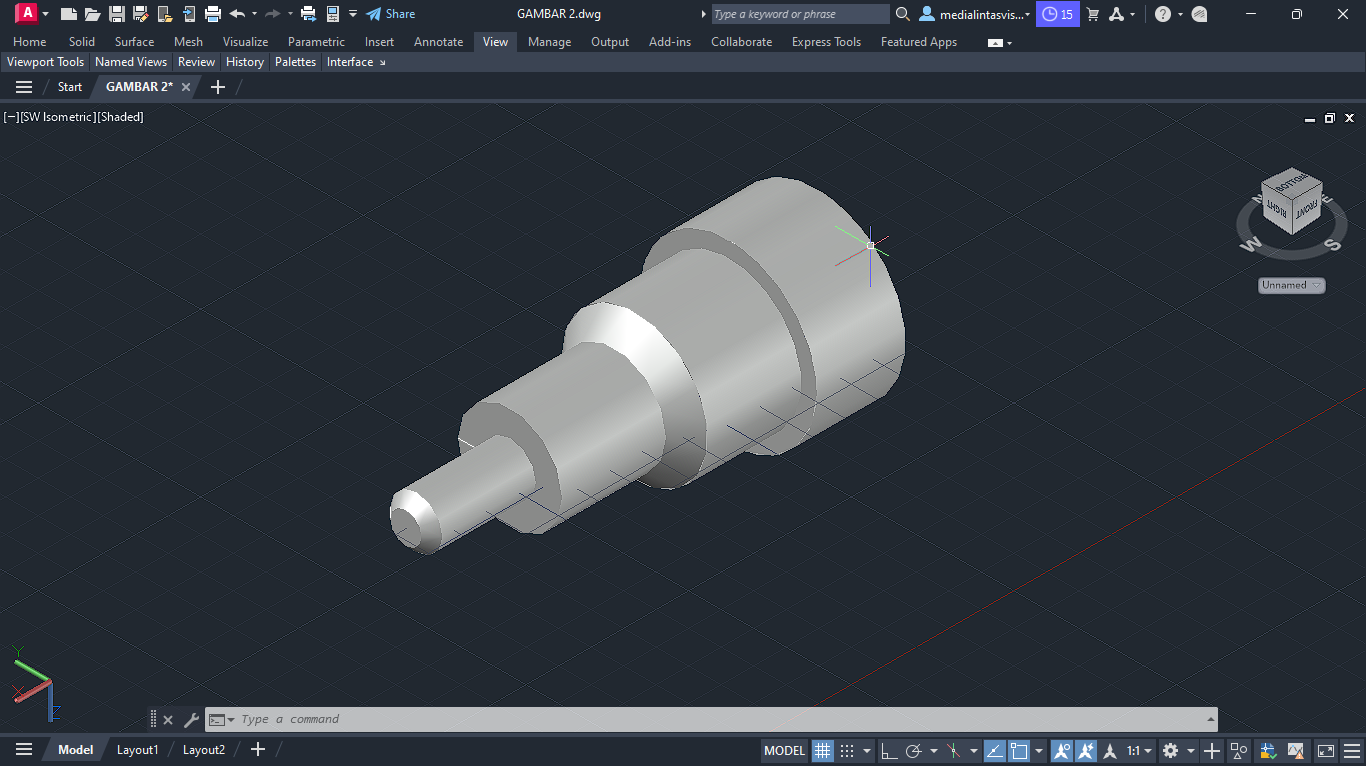 A Share GAMBAR 2.dwg Type a keyword or phrase medialintasvis... 15
Home Solid Surface Mesh Visualize Parametric Insert Annotate View Manage Output Add-ins Collaborate Express Tools Featured Apps
Viewport Tools Named Views Review History Palettes Interface
Start GAMBAR 2*
[−][SW Isometric][Shaded]
BOTTOM
RIGHT FRONT
W S
Unnamed
Y
X
Z
Type a command
Model Layout1 Layout2 MODEL 1:1